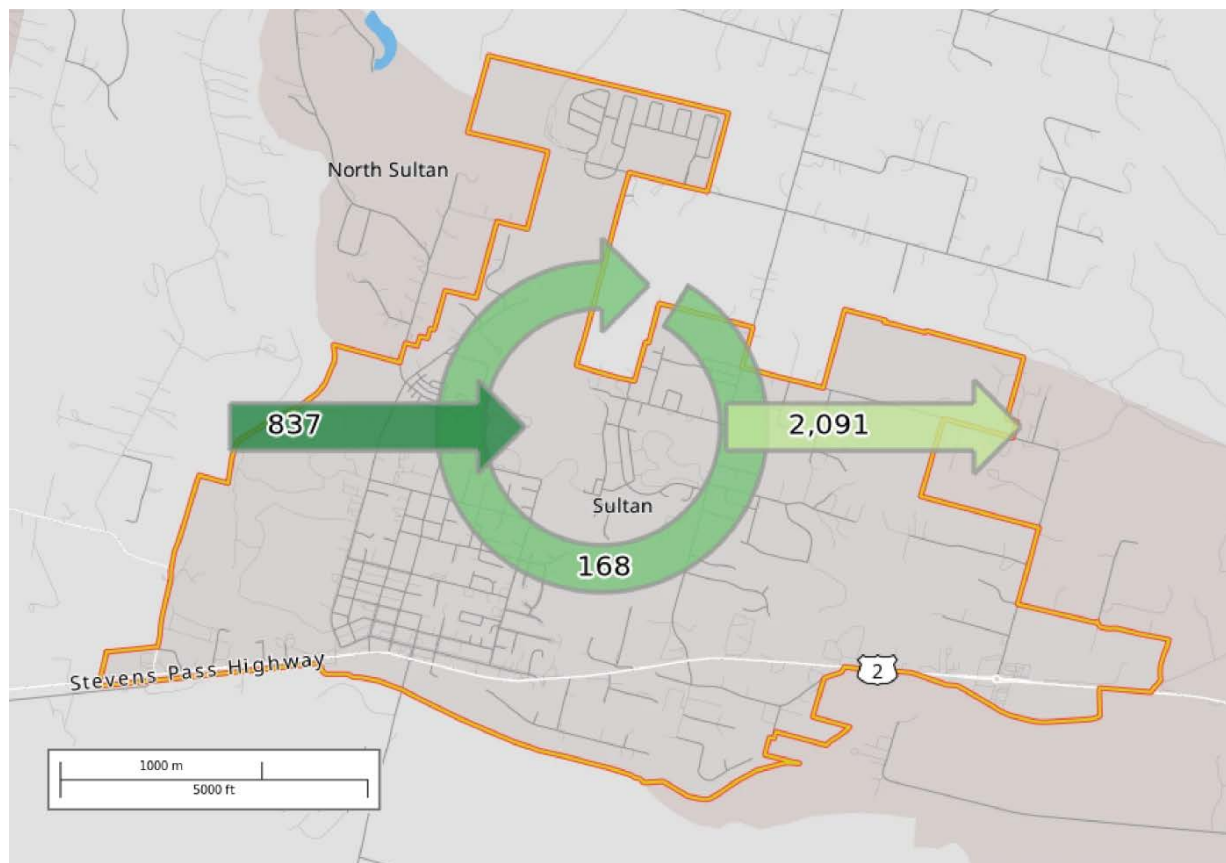 North Sultan
837
2,091
Sultan
168
Stevens Pass Highway
2
1000 m
5000 ft